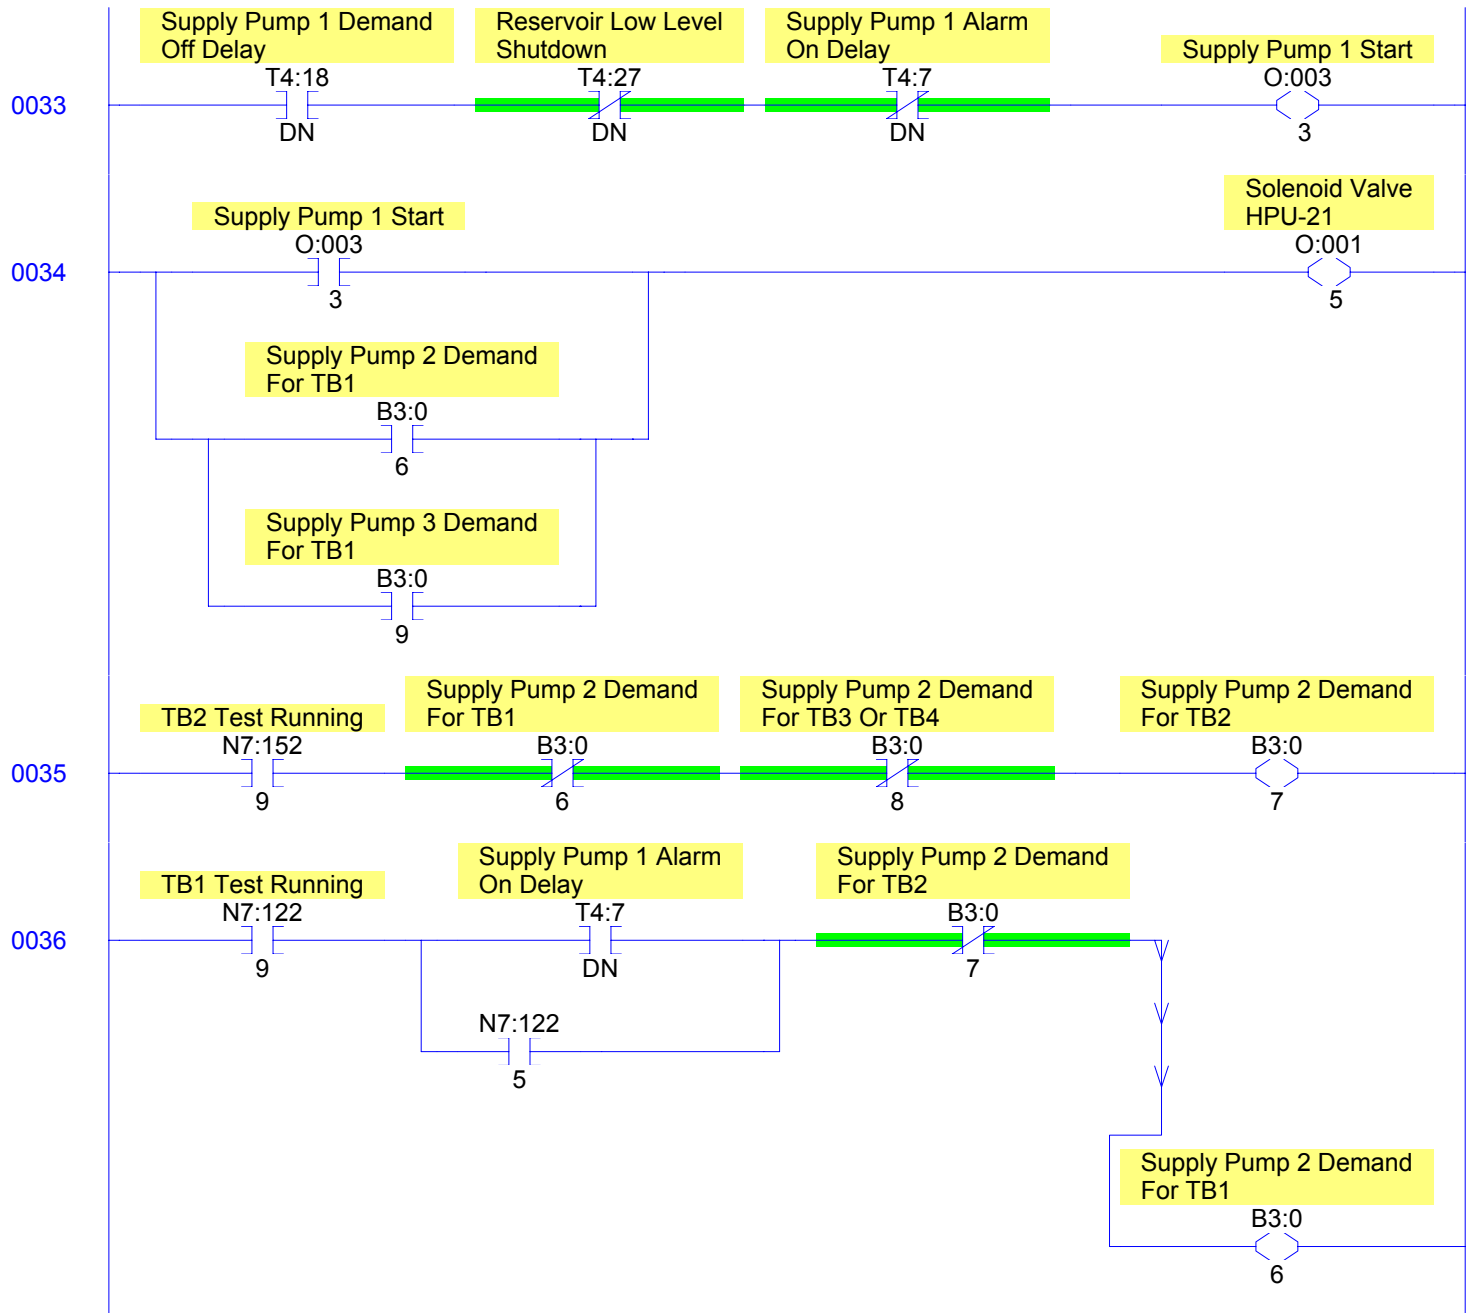 Supply Pump 1 Demand
Off Delay
T4:18
DN
Reservoir Low Level
Shutdown
T4:27
DN
Supply Pump 1 Alarm
On Delay
T4:7
DN
Supply Pump 1 Start
O:003
3
0033
Supply Pump 1 Start
O:003
3
Solenoid Valve
HPU-21
O:001
5
0034
Supply Pump 2 Demand
For TB1
B3:0
6
Supply Pump 3 Demand
For TB1
B3:0
9
TB2 Test Running
N7:152
9
Supply Pump 2 Demand
For TB1
B3:0
6
Supply Pump 2 Demand
For TB3 Or TB4
B3:0
8
Supply Pump 2 Demand
For TB2
B3:0
7
0035
TB1 Test Running
N7:122
9
Supply Pump 1 Alarm
On Delay
T4:7
DN
Supply Pump 2 Demand
For TB2
B3:0
7
0036
N7:122
5
Supply Pump 2 Demand
For TB1
B3:0
6